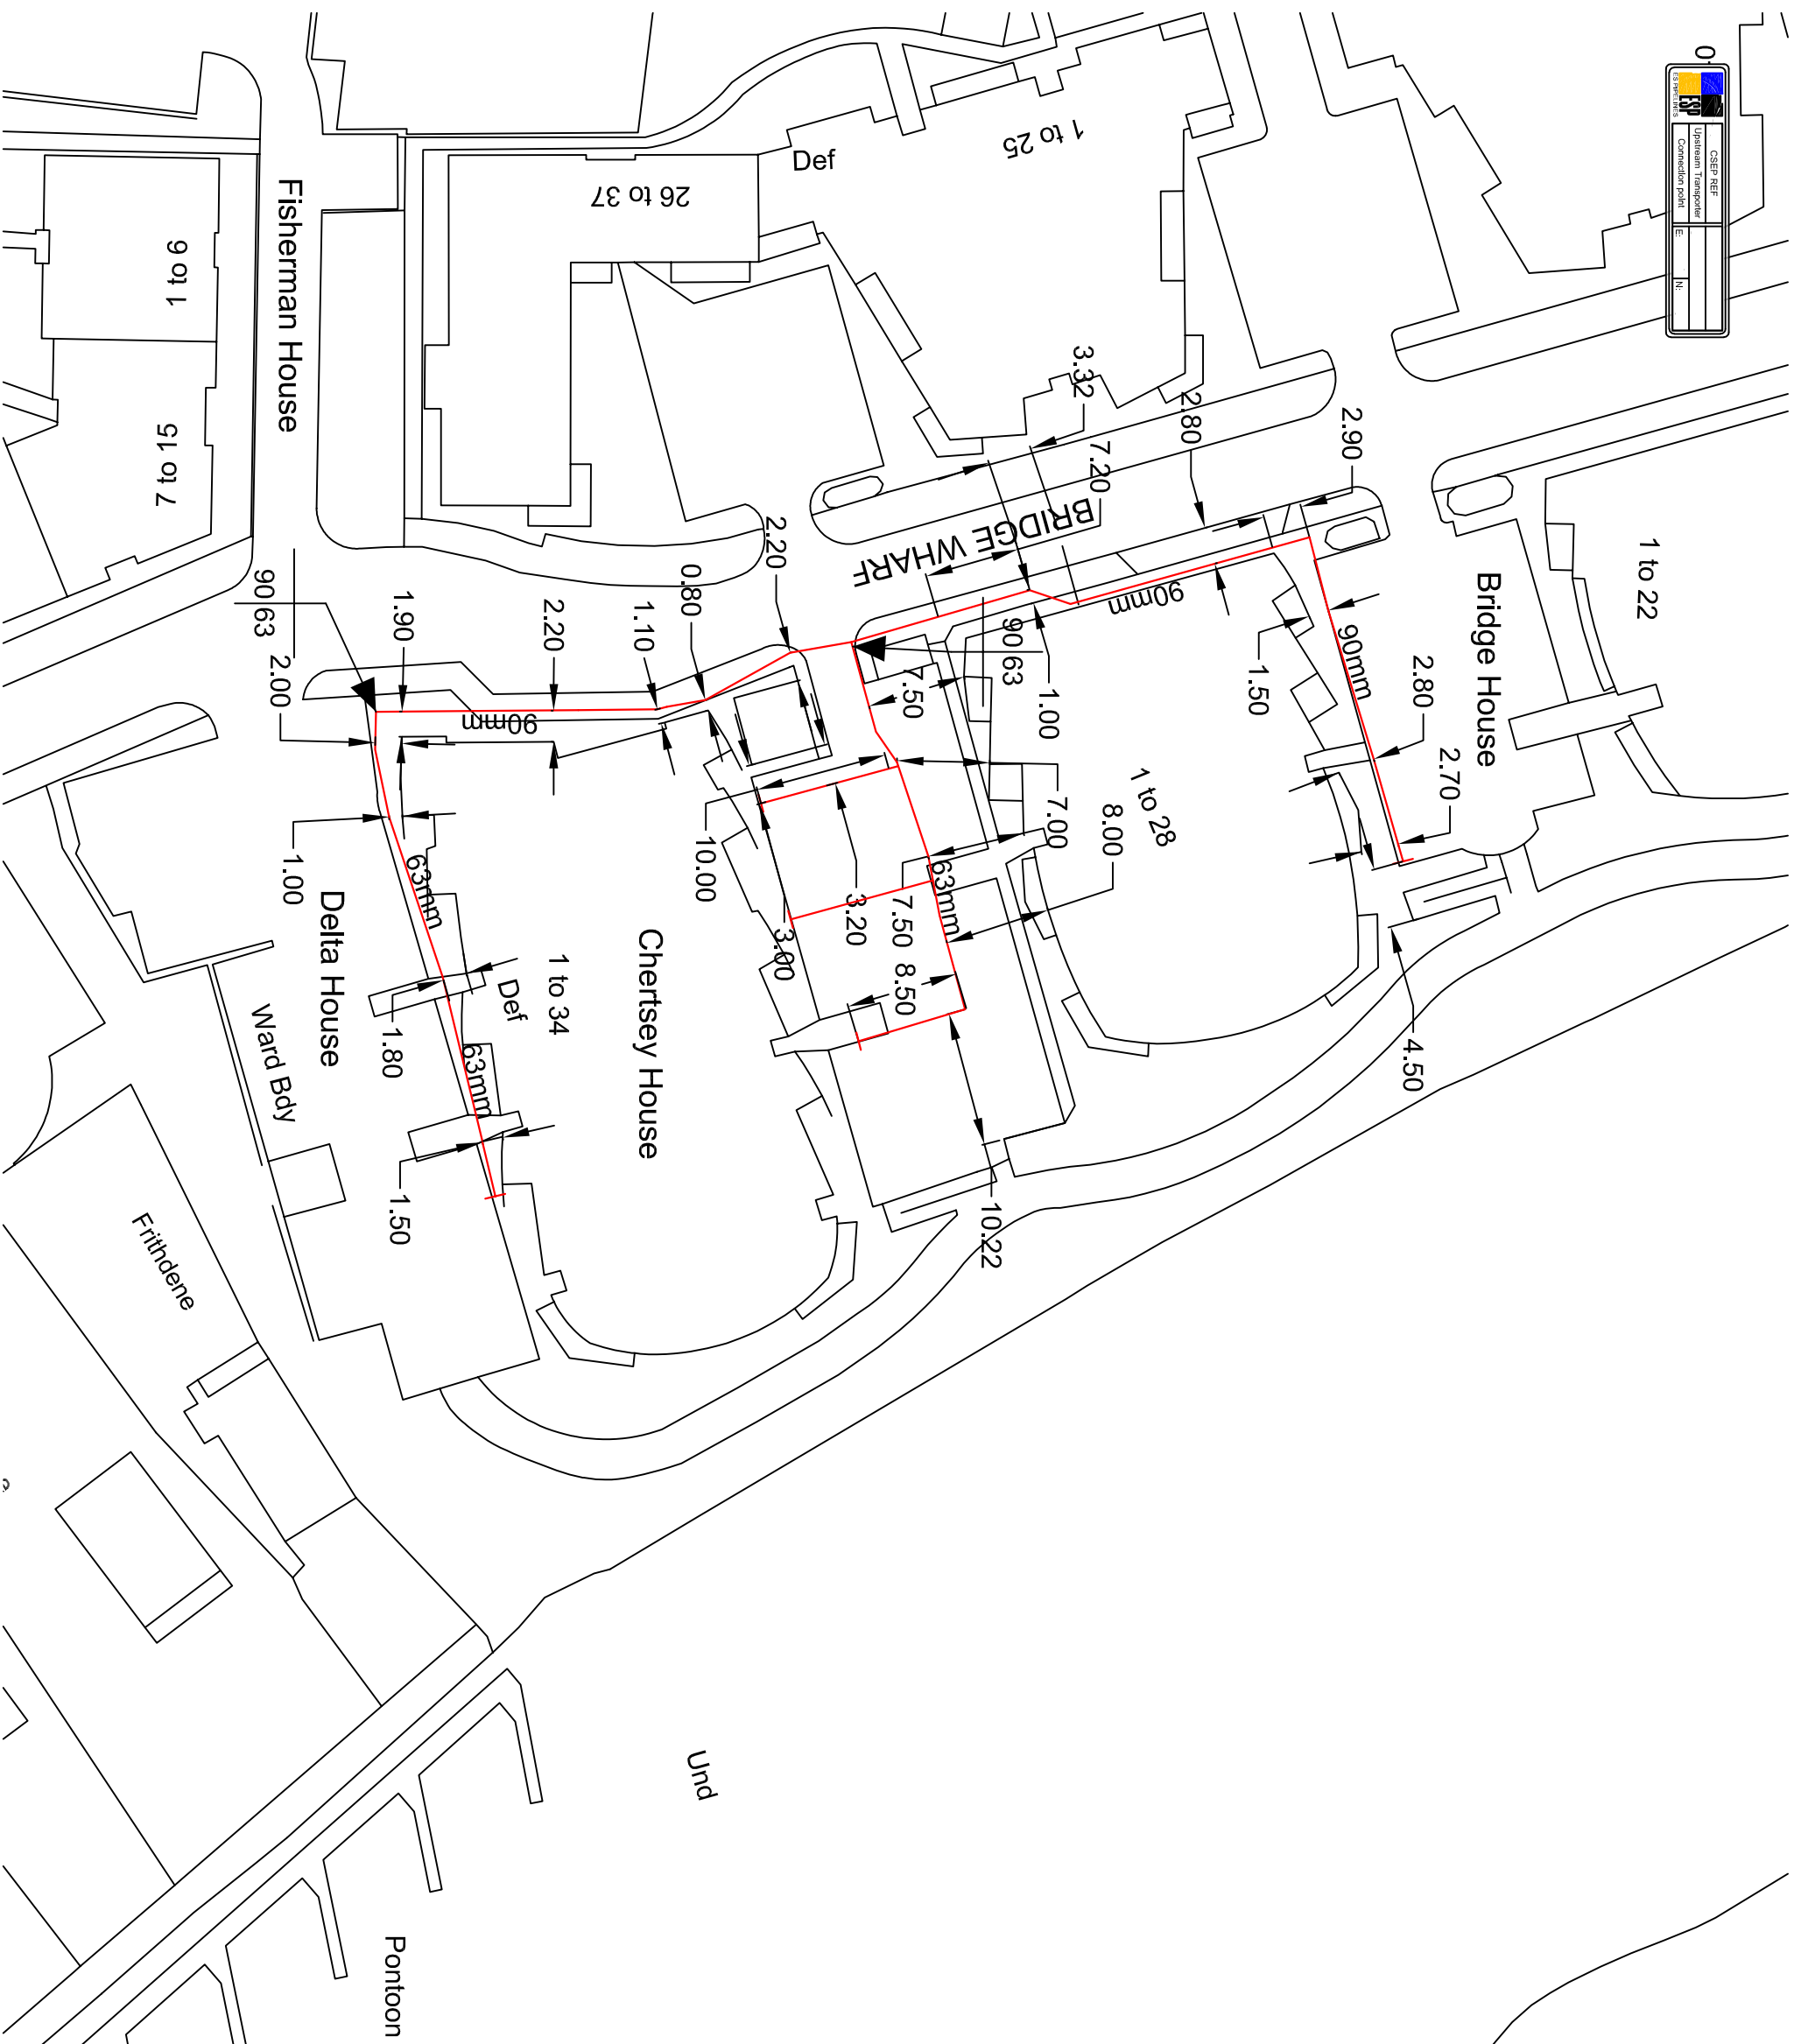 0.
ESP
ES PIPELINES
CSEP REF
Upstream Transporter
Connection point
E:
N:
1 to 22
Bridge House
2.90
2.80
3.32
7.20
BRIDGE WHARF
90mm
90mm
1.50
2.80
2.70
4.50
1 to 25
Def
26 to 37
Fisherman House
1 to 6
7 to 15
2.20
0.80
1.10
2.20
1.90
90 63
2.00
90mm
90 63
1.00
7.50
7.00
8.00
1 to 28
10.00
3.20
3.00
7.50
63mm
8.50
10.22
1.00
63mm
Delta House
Chertsey House
1 to 34
Def
1.80
63mm
1.50
Ward Bdy
Frithdene
Und
Pontoon